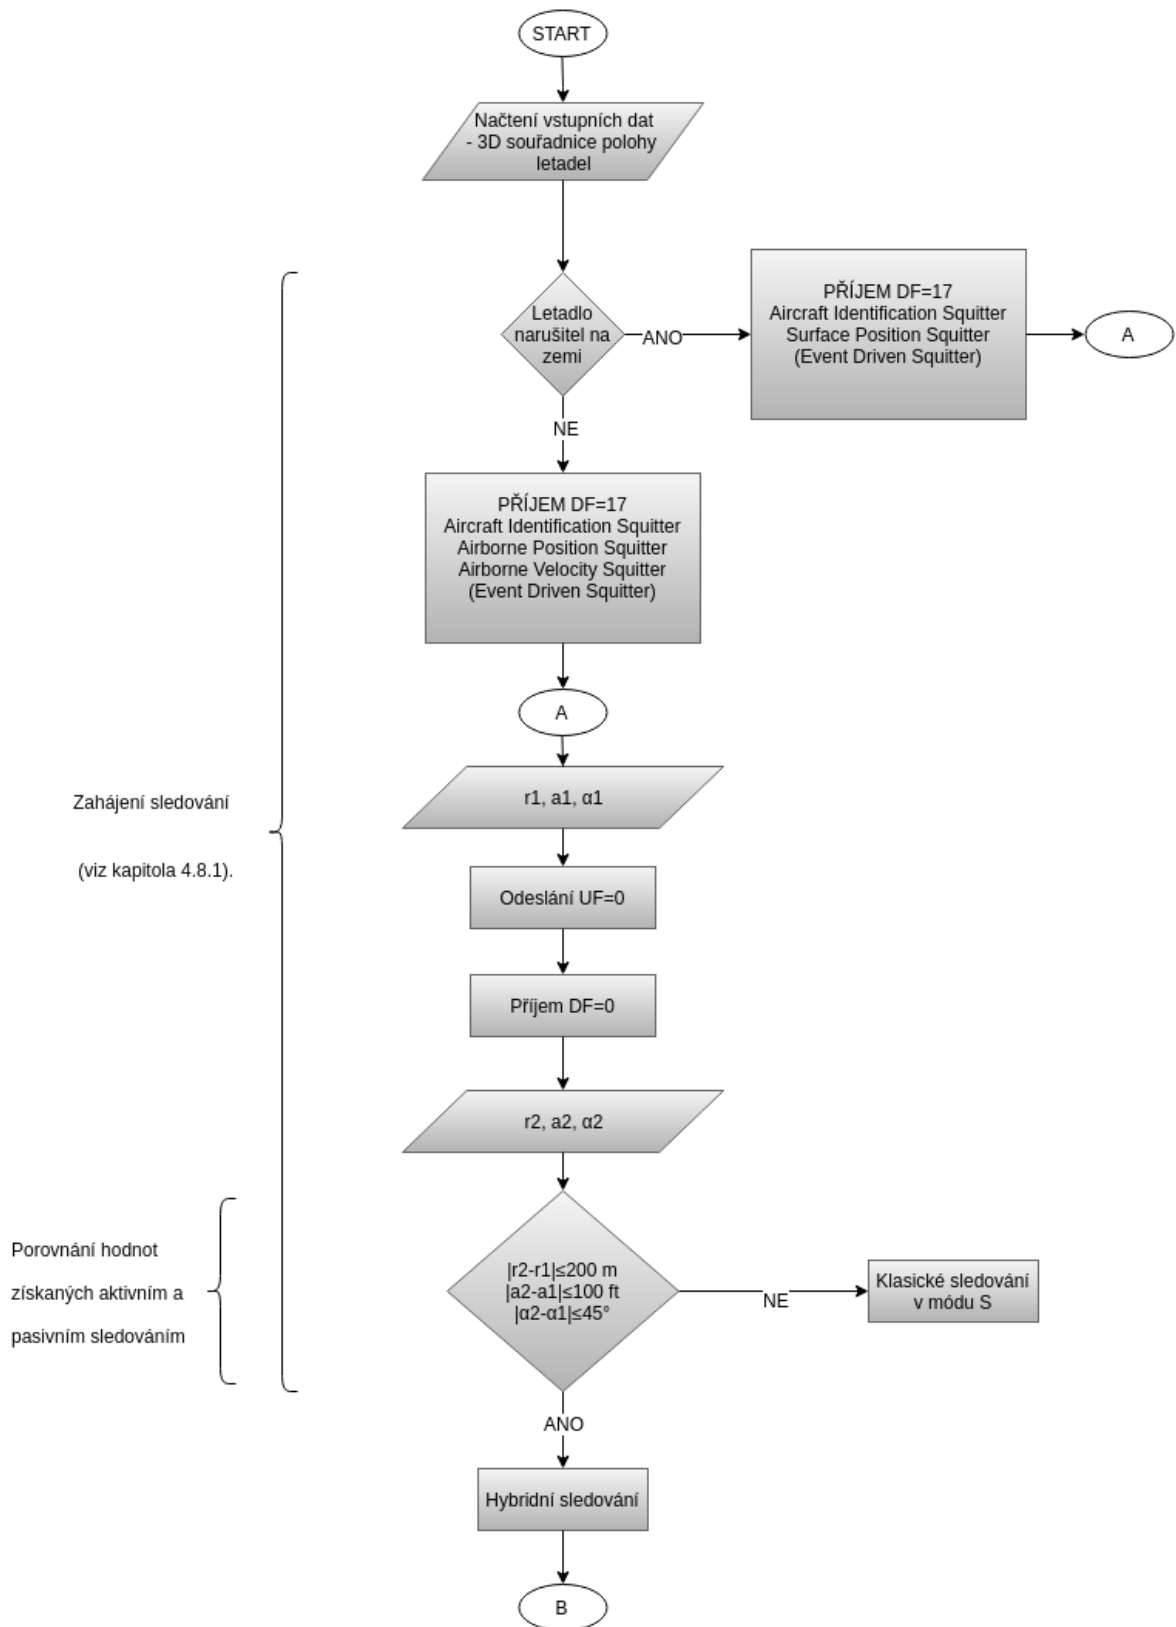 START
Načtení vstupních dat
- 3D souřadnice polohy
letadel
Letadlo
narušitel na
zemi
ANO
PŘÍJEM DF=17
Aircraft Identification Squitter
Surface Position Squitter
(Event Driven Squitter)
A
NE
PŘÍJEM DF=17
Aircraft Identification Squitter
Airborne Position Squitter
Airborne Velocity Squitter
(Event Driven Squitter)
A
r1, a1, α1
Zahájení sledování
(viz kapitola 4.8.1).
Odeslání UF=0
Příjem DF=0
r2, a2, α2
Porovnání hodnot
získaných aktivním a
pasivním sledováním
|r2-r1|≤200 m
|a2-a1|≤100 ft
|α2-α1|≤45°
NE
Klasické sledování
v módu S
ANO
Hybridní sledování
B